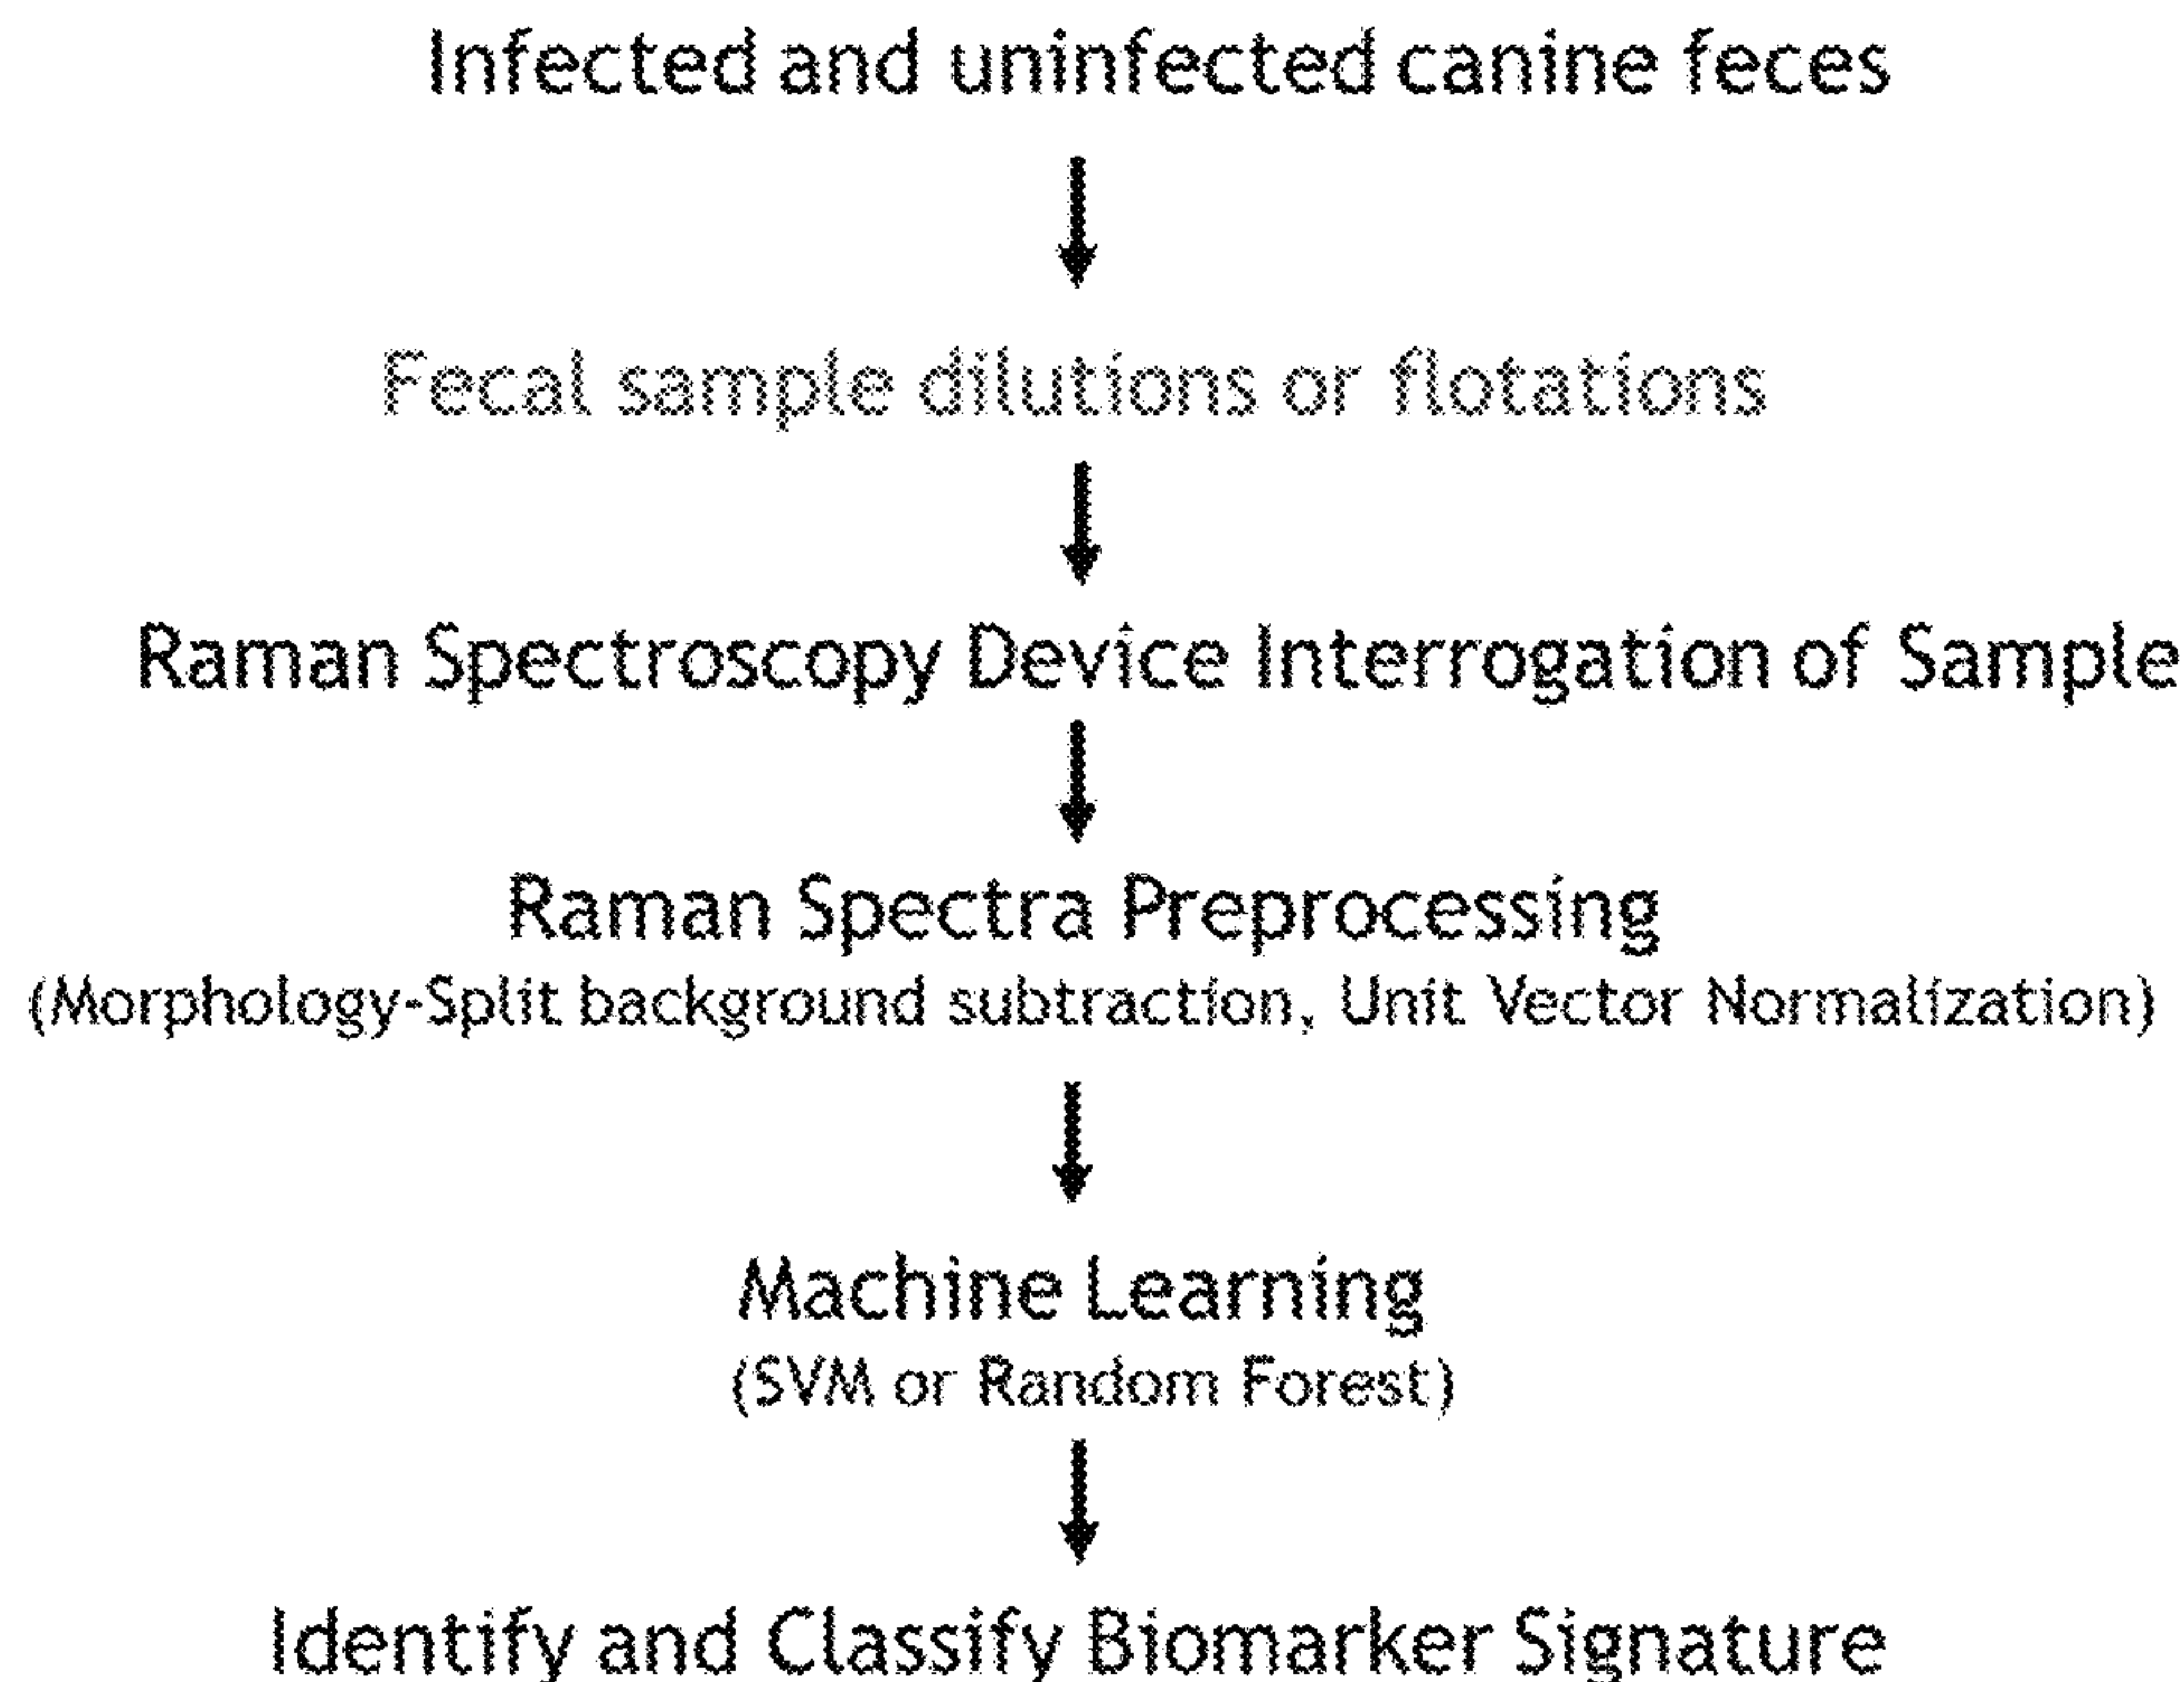 Infected and uninfected canine feces
Fecal sample dilutions or flotations
Raman Spectroscopy Device Interrogation of Sample
Raman Spectra Preprocessing
(Morphology-Split background subtraction, Unit Vector Normalization)
Machine Learning
(SVM or Random Forest)
Identify and Classify Biomarker Signature